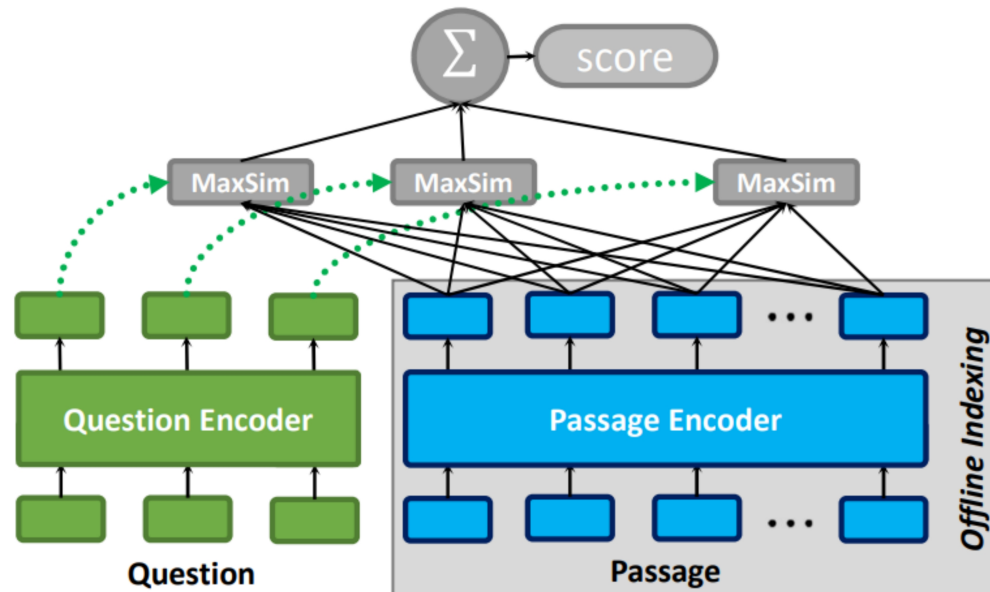 Σ
score
MaxSim
MaxSim
MaxSim
...
Question Encoder
Passage Encoder
...
Question
Passage
Offline Indexing